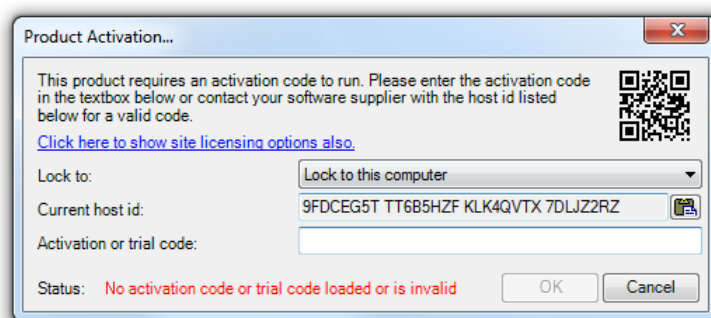 Product Activation...
This product requires an activation code to run. Please enter the activation code
in the textbox below or contact your software supplier with the host id listed
below for a valid code.
Click here to show site licensing options also.
Lock to: Lock to this computer
Current host id: 9FDCEG5T TT6B5HZF KLK4QVTX 7DLJZ2RZ
Activation or trial code:
Status: No activation code or trial code loaded or is invalid OK Cancel